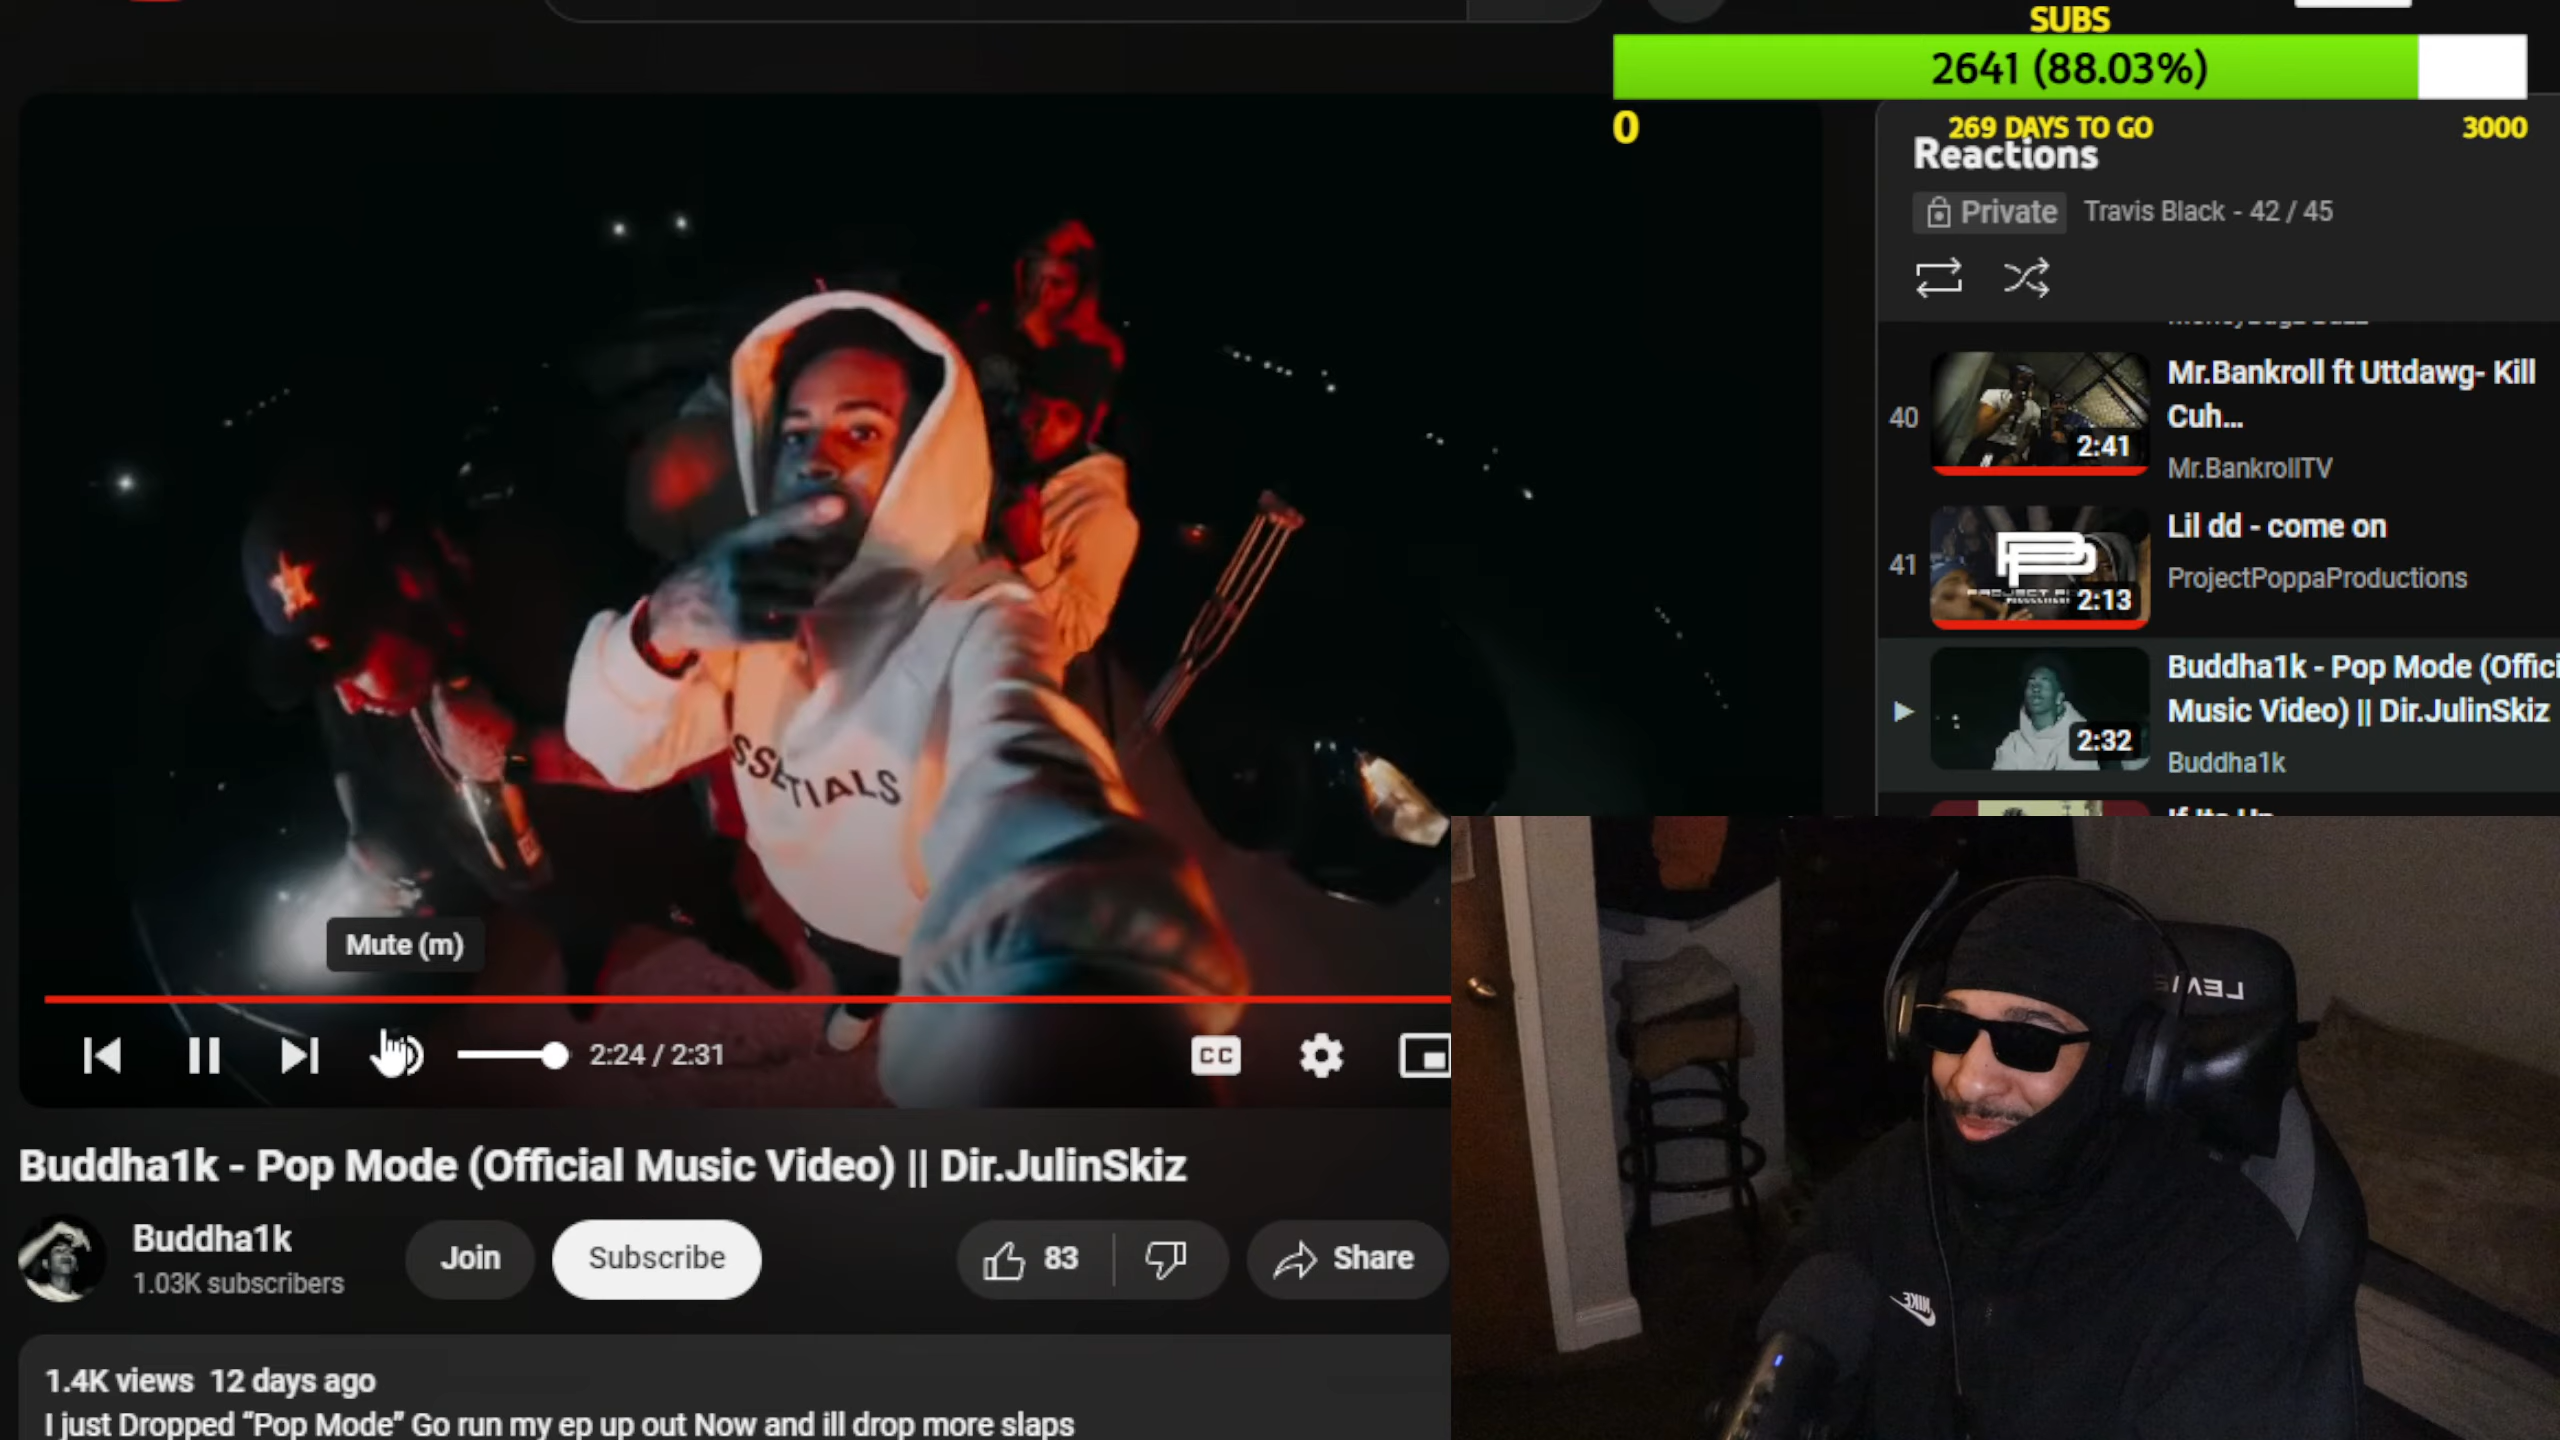 SUBS
2641 (88.03%)
0
269 DAYS TO GO
3000
Reactions
Private
Travis Black - 42 / 45
40
2:41
Mr.Bankroll ft Uttdawg- Kill
Cuh...
Mr.BankrollTV
41
2:13
Lil dd - come on
ProjectPoppaProductions
2:32
Buddha1k - Pop Mode (Offici
Music Video) || Dir.JulinSkiz
Buddha1k
SSETIALS
Mute (m)
2:24 / 2:31
CC
Buddha1k - Pop Mode (Official Music Video) || Dir.JulinSkiz
Buddha1k
1.03K subscribers
Join
Subscribe
83
Share
1.4K views 12 days ago
I just Dropped “Pop Mode” Go run my ep up out Now and ill drop more slaps
NIKE